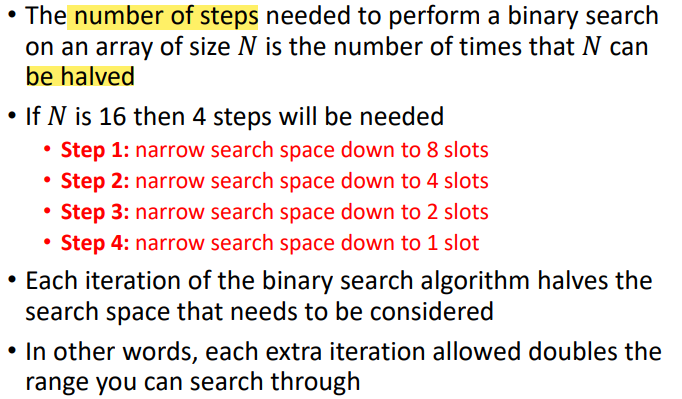 • The number of steps needed to perform a binary search
on an array of size N is the number of times that N can
be halved
• If N is 16 then 4 steps will be needed
• Step 1: narrow search space down to 8 slots
• Step 2: narrow search space down to 4 slots
• Step 3: narrow search space down to 2 slots
• Step 4: narrow search space down to 1 slot
• Each iteration of the binary search algorithm halves the
search space that needs to be considered
• In other words, each extra iteration allowed doubles the
range you can search through